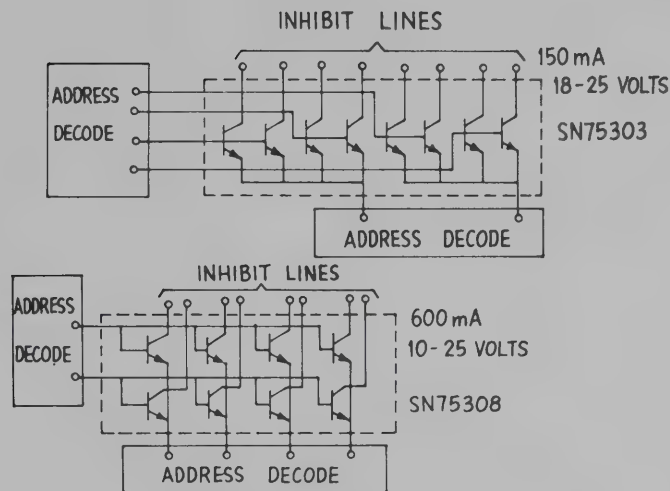 INHIBIT LINES
150 mA
18-25 VOLTS
SN75303
ADDRESS
DECODE
ADDRESS DECODE
INHIBIT LINES
600 mA
10-25 VOLTS
SN75308
ADDRESS
DECODE
ADDRESS DECODE